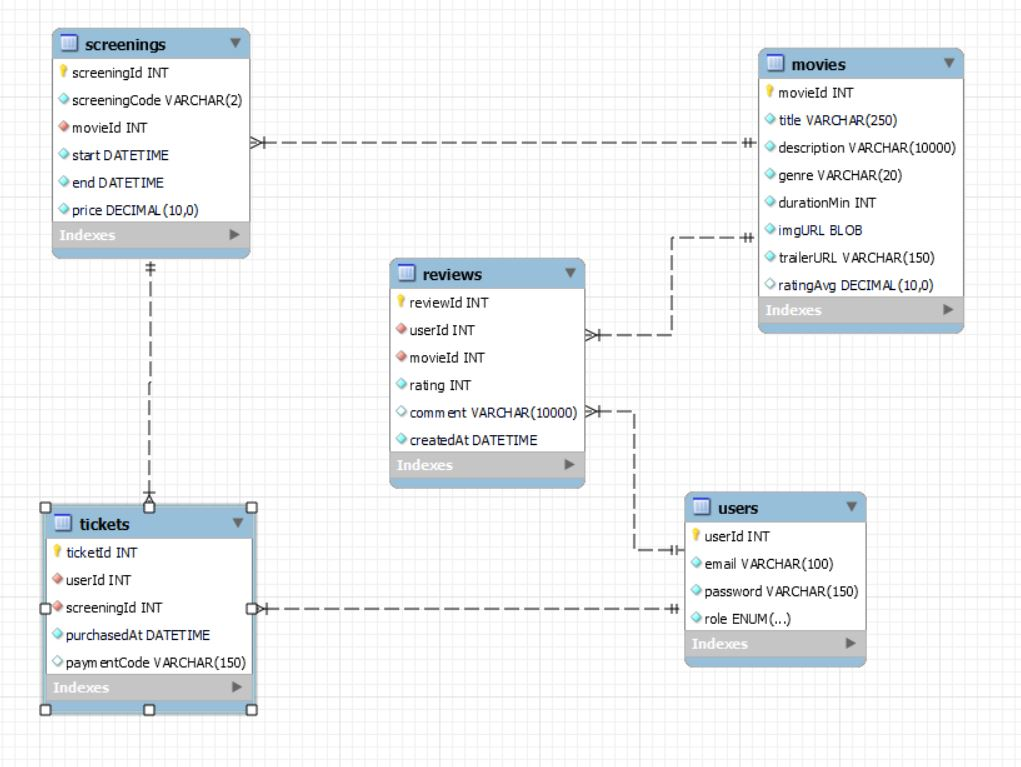 screenings
screeningId INT
screeningCode VARCHAR(2)
movieId INT
start DATETIME
end DATETIME
price DECIMAL(10,0)
Indexes
movies
movieId INT
title VARCHAR(250)
description VARCHAR(10000)
genre VARCHAR(20)
durationMin INT
imgURL BLOB
trailerURL VARCHAR(150)
ratingAvg DECIMAL(10,0)
Indexes
reviews
reviewId INT
userId INT
movieId INT
rating INT
comment VARCHAR(10000)
createdAt DATETIME
Indexes
tickets
ticketId INT
userId INT
screeningId INT
purchasedAt DATETIME
paymentCode VARCHAR(150)
Indexes
users
userId INT
email VARCHAR(100)
password VARCHAR(150)
role ENUM(...)
Indexes